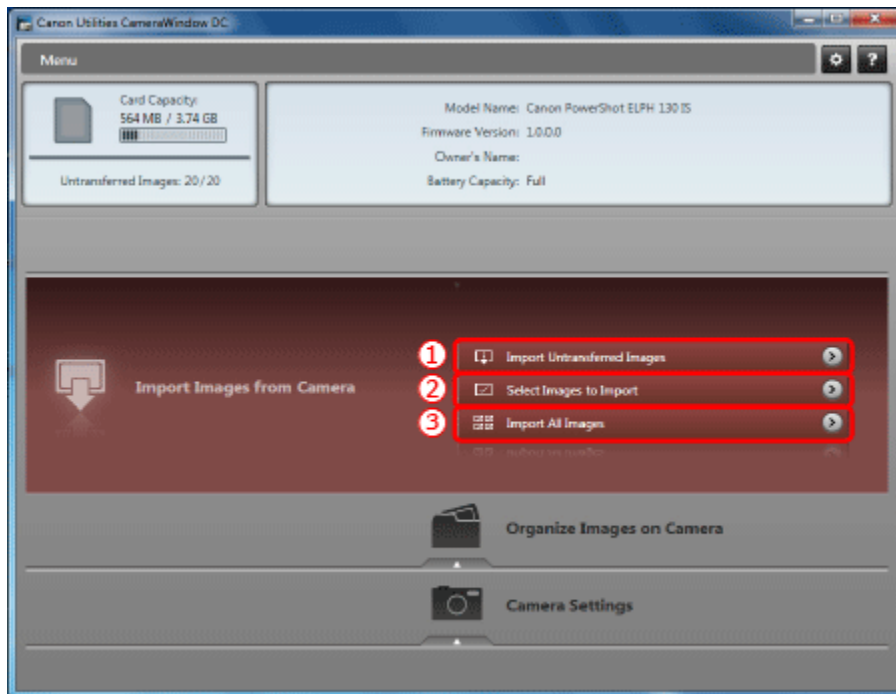 Canon Utilities CameraWindow DC
Menu
?
Card Capacity:
564 MB / 3.74 GB
Untransferred Images: 20/20
Model Name: Canon PowerShot ELPH 130 IS
Firmware Version: 1.0.0.0
Owner's Name:
Battery Capacity: Full
Import Images from Camera
1 Import Untransferred Images
2 Select Images to Import
3 Import All Images
Organize Images on Camera
Camera Settings